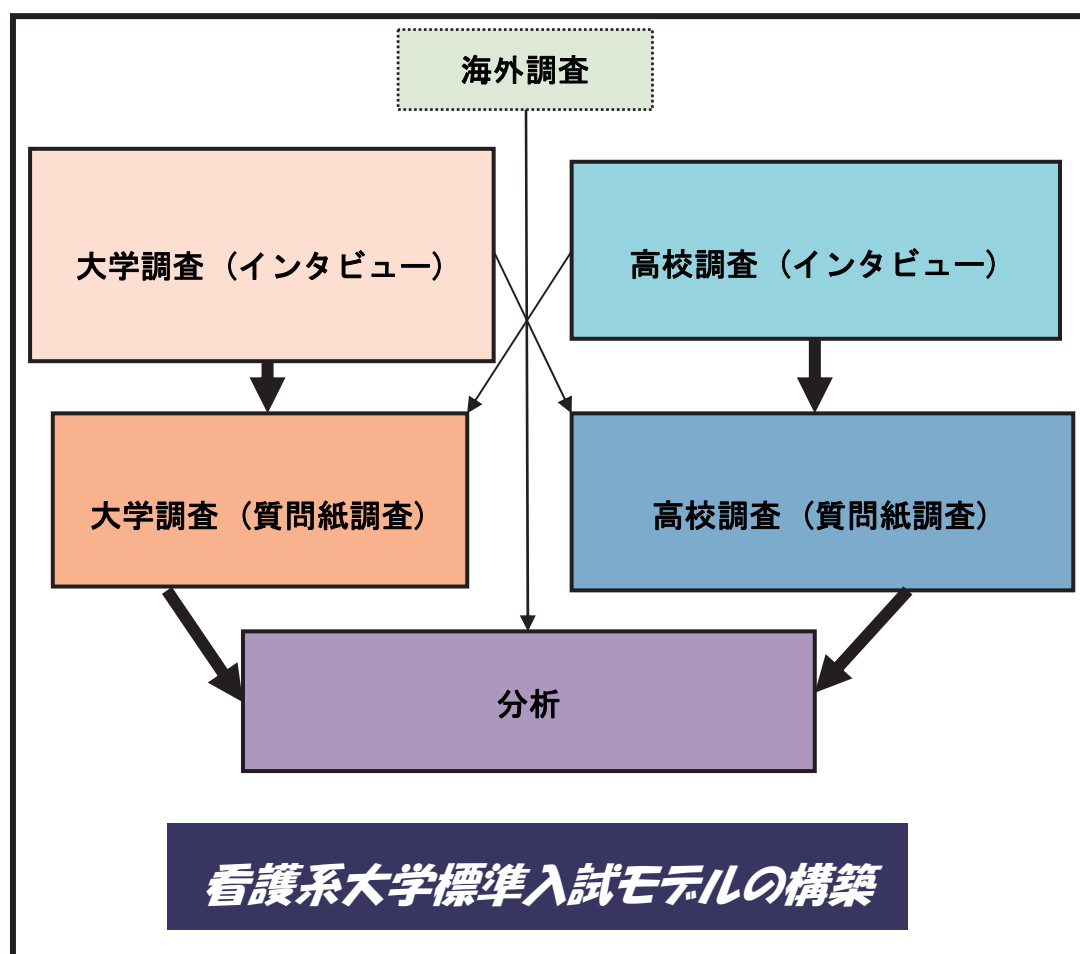 海外調査
大学調査（インタビュー）
高校調査（インタビュー）
大学調査（質問紙調査）
高校調査（質問紙調査）
分析
看護系大学標準入試モデルの構築